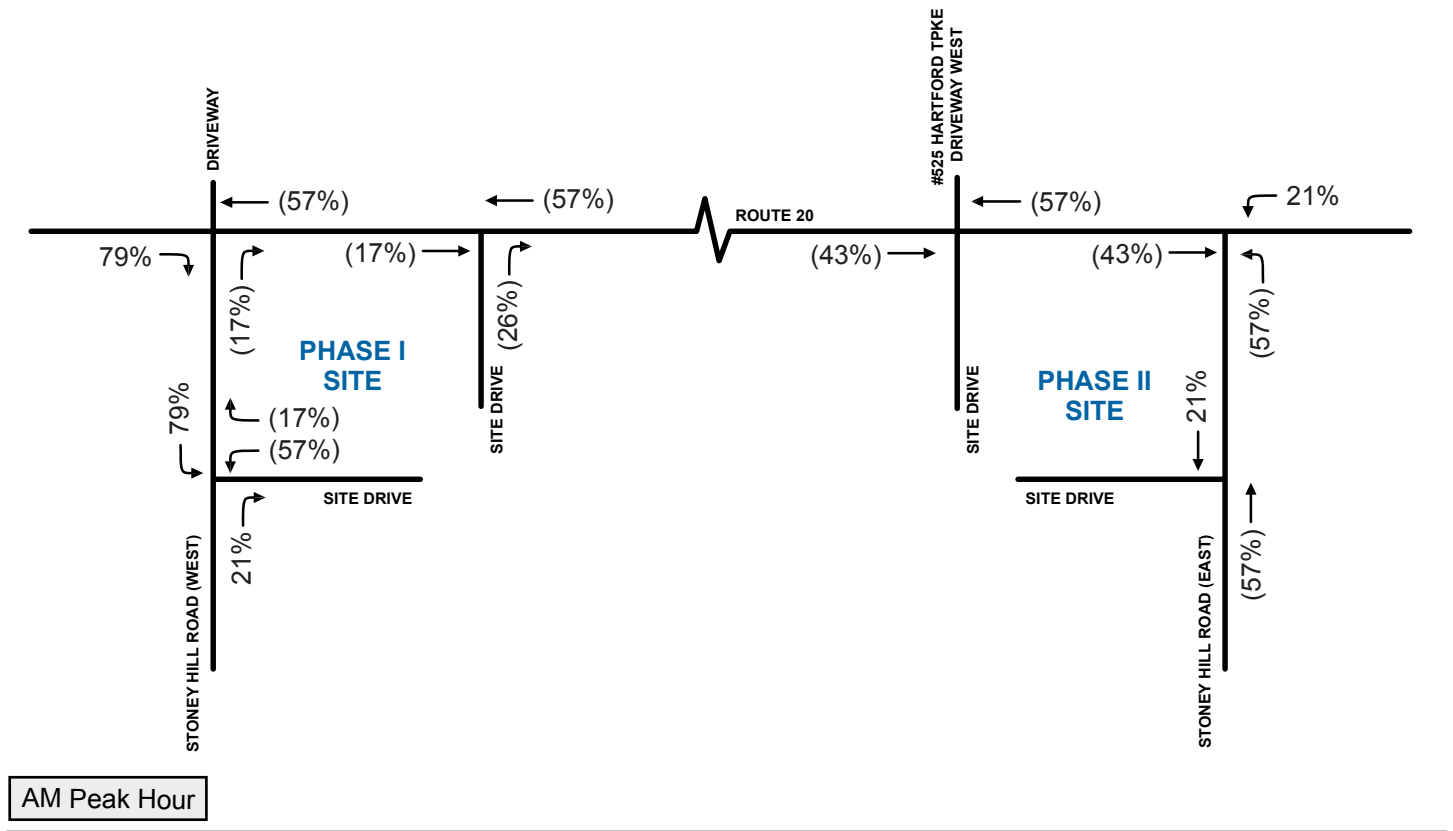 #525 HARTFORD TPKE
DRIVEWAY WEST
DRIVEWAY
(57%)
(57%)
ROUTE 20
(57%)
21%
79%
(17%)
(17%)
(26%)
(43%)
(43%)
(57%)
PHASE I
SITE
SITE DRIVE
PHASE II
SITE
SITE DRIVE
79%
(17%)
(57%)
21%
SITE DRIVE
21%
SITE DRIVE
(57%)
STONEY HILL ROAD (WEST)
STONEY HILL ROAD (EAST)
AM Peak Hour